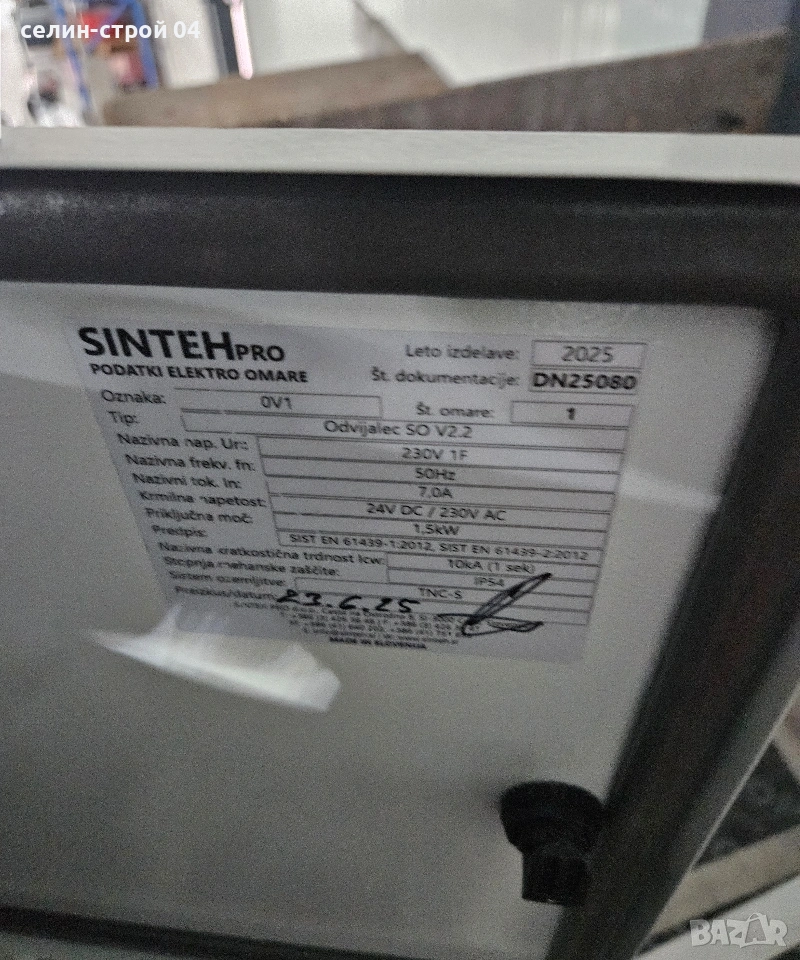 селин-строй 04
SINTEHPRO
PODATKI ELEKTRO OMARE
Leto izdelave: 2025
Št. dokumentacije: DN25080
Oznaka: 0V1 Št. omare: 1
Tip: Odvijalec SO V2.2
Nazivna nap. Ur: 230V 1F
Nazivna frekv. fn: 50Hz
Nazivni tok. In: 7,0A
Krmilna napetost: 24V DC / 230V AC
Priključna moč: 1,5kW
Predpis: SIST EN 61439-1:2012, SIST EN 61439-2:2012
Nazivna kratkostična trdnost Icw: 10kA (1 sek)
Stopnja mehanske zaščite: IP54
Sistem ozemljitve: TNC-S
Preizkus/datum: 23.6.25
MADE IN SLOVENIJA
BAZAR